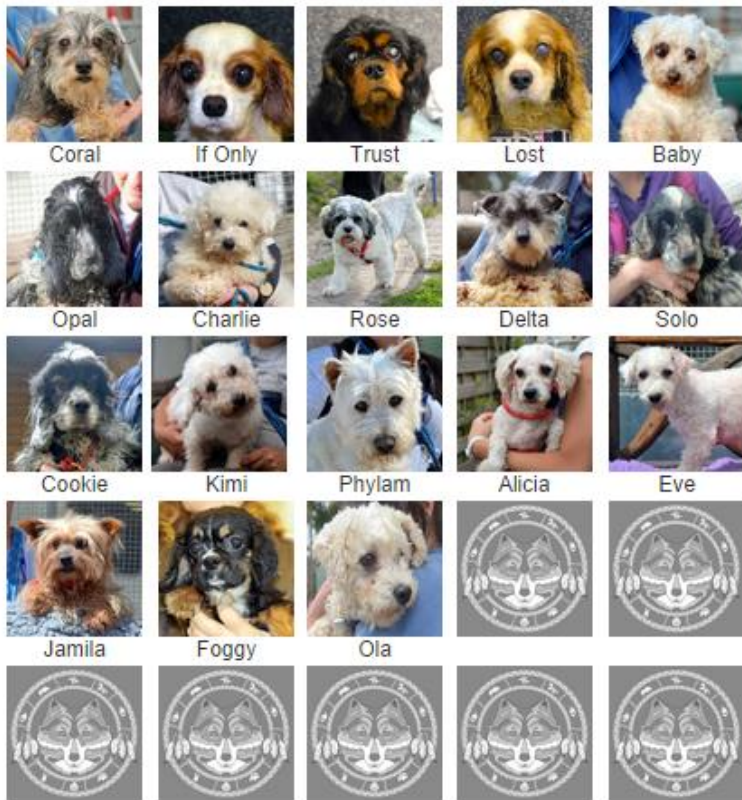 Coral If Only Trust Lost Baby
Opal Charlie Rose Delta Solo
Cookie Kimi Phylam Alicia Eve
Jamila Foggy Ola